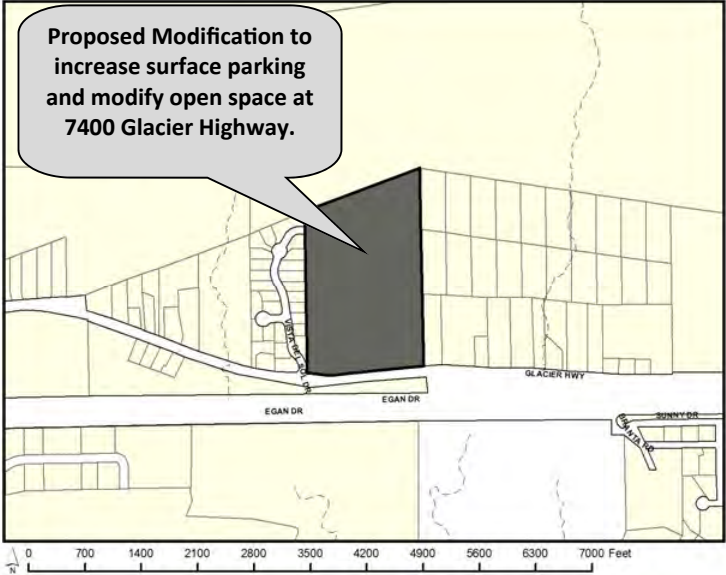 Proposed Modification to
increase surface parking
and modify open space at
7400 Glacier Highway.
VISTA DEL SOL DR
GLACIER HWY
EGAN DR
EGAN DR
SUNNY DR
BRANTA RD
N
0 700 1400 2100 2800 3500 4200 4900 5600 6300 7000 Feet